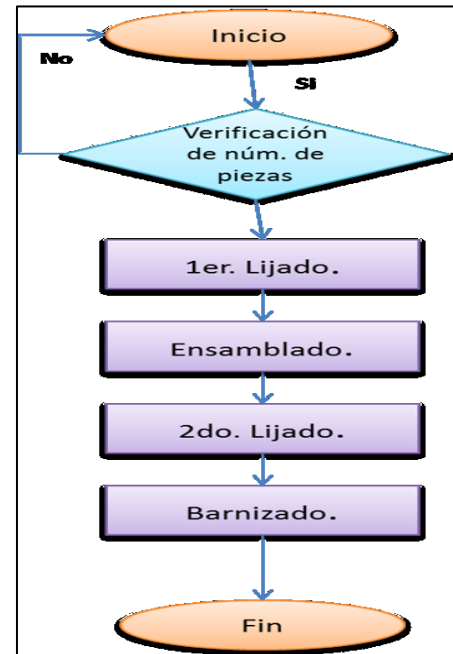 Inicio
No
Si
Verificación
de núm. de
piezas
1er. Lijado.
Ensamblado.
2do. Lijado.
Barnizado.
Fin